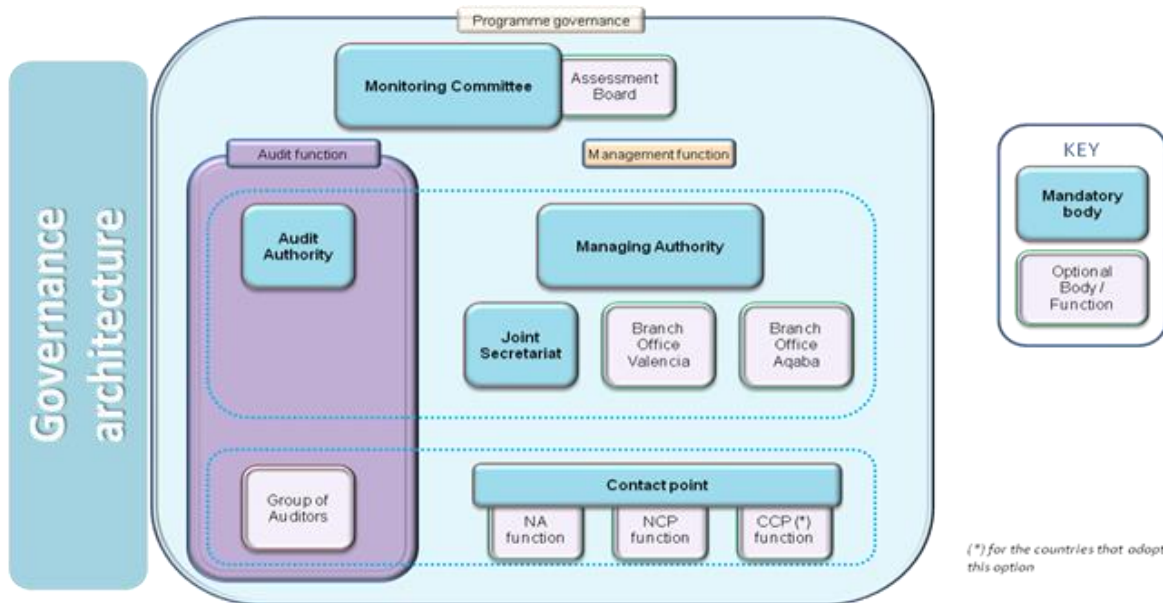 Programme governance
Monitoring Committee
Assessment
Board
Audit function
Management function
Governance
architecture
Audit
Authority
Managing Authority
Joint
Secretariat
Branch
Office
Valencia
Branch
Office
Aqaba
Group of
Auditors
Contact point
NA
function
NCP
function
CCP (*)
function
KEY
Mandatory
body
Optional
Body /
Function
(*) for the countries that adopt
this option